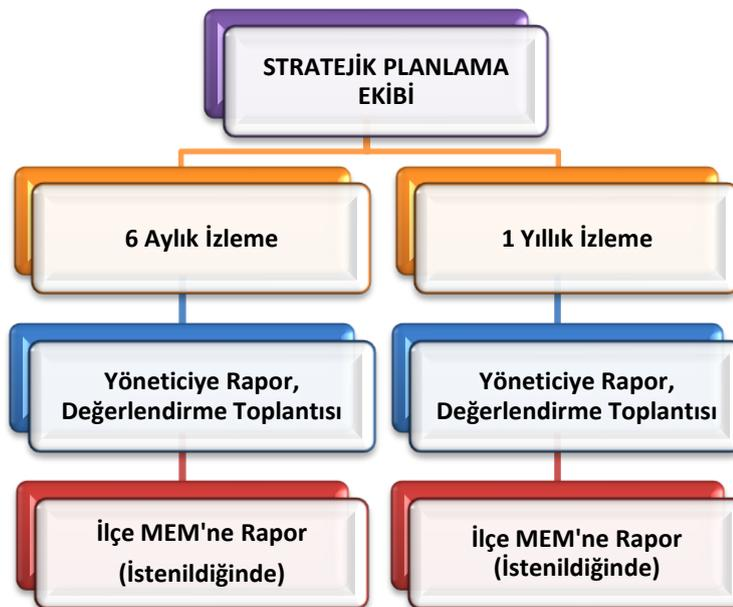 STRATEJİK PLANLAMA
EKİBİ
6 Aylık İzleme
1 Yıllık İzleme
Yöneticiye Rapor,
Değerlendirme Toplantısı
Yöneticiye Rapor,
Değerlendirme Toplantısı
İlçe MEM'ne Rapor
(İstenildiğinde)
İlçe MEM'ne Rapor
(İstenildiğinde)